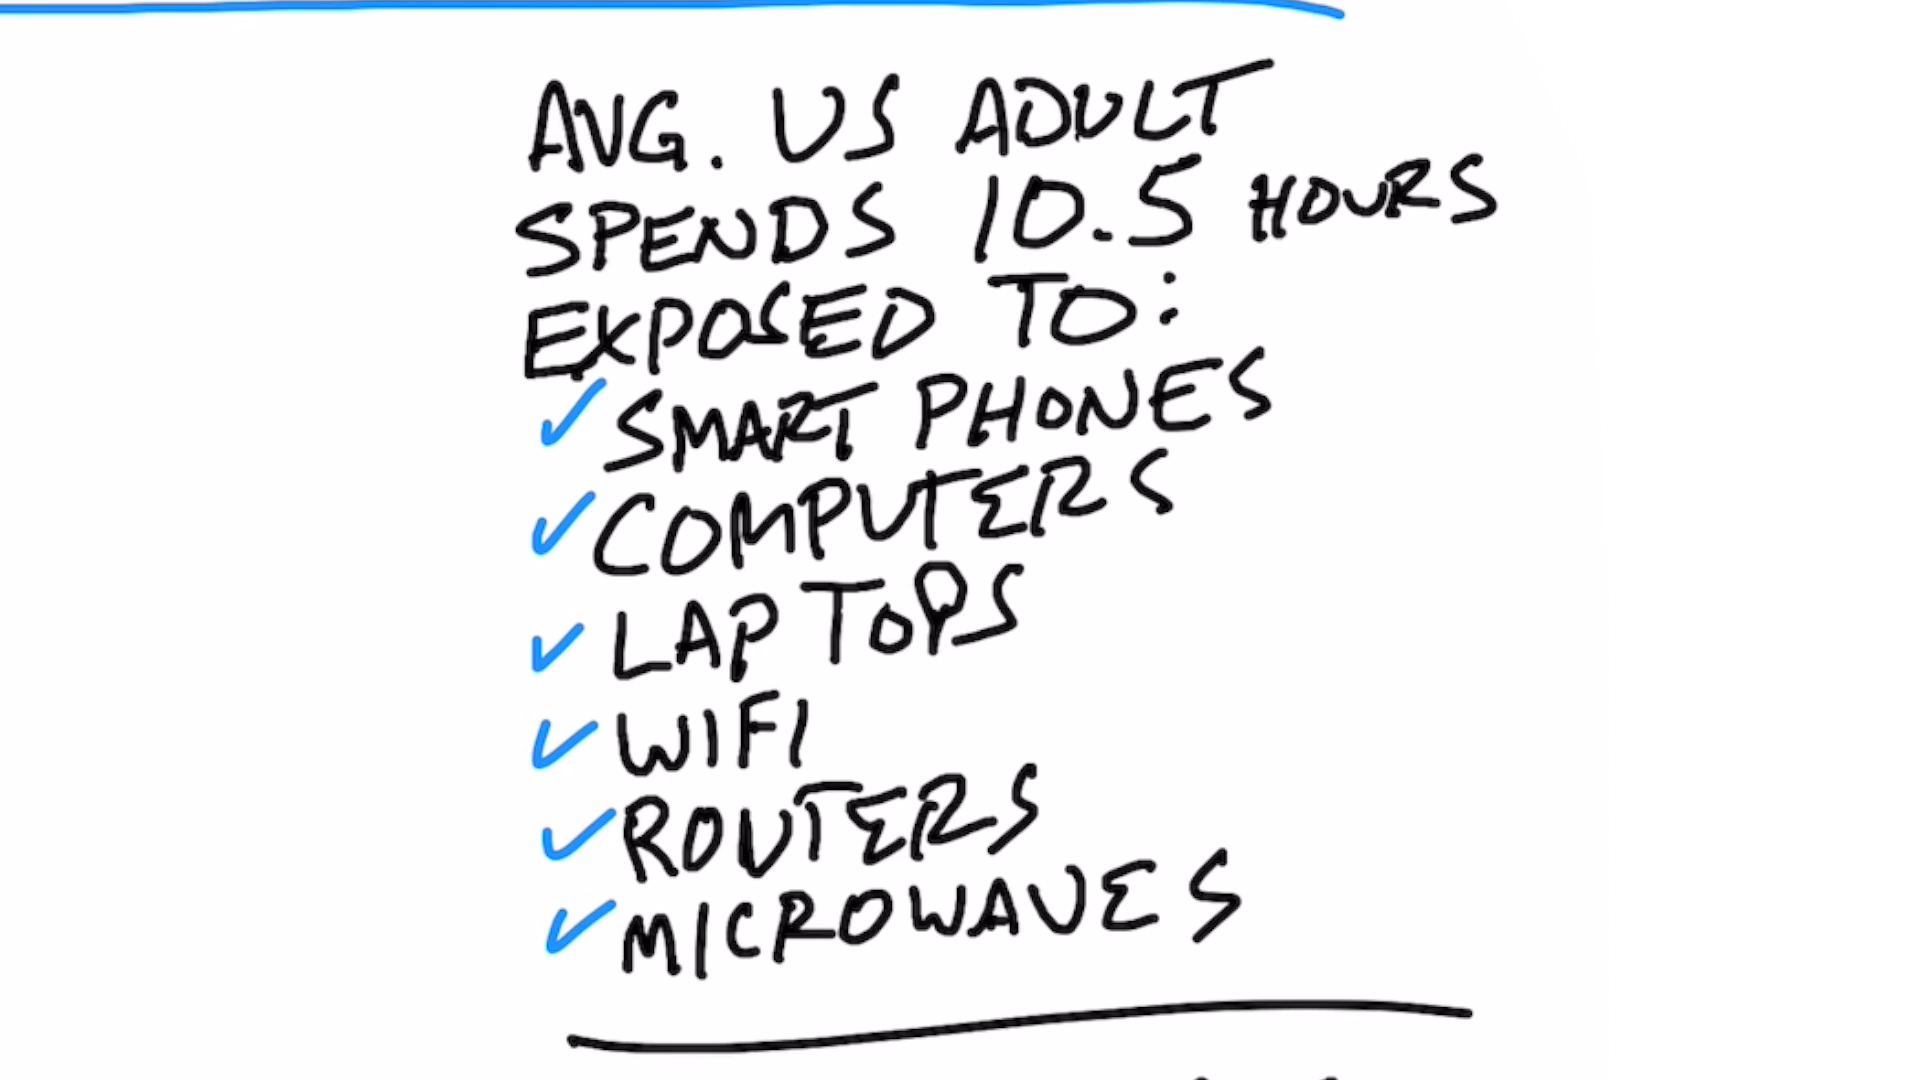 AVG. US ADULT
SPENDS 10.5 HOURS
EXPOSED TO:
✓ SMART PHONES
✓ COMPUTERS
✓ LAPTOPS
✓ WIFI
✓ ROUTERS
✓ MICROWAVES